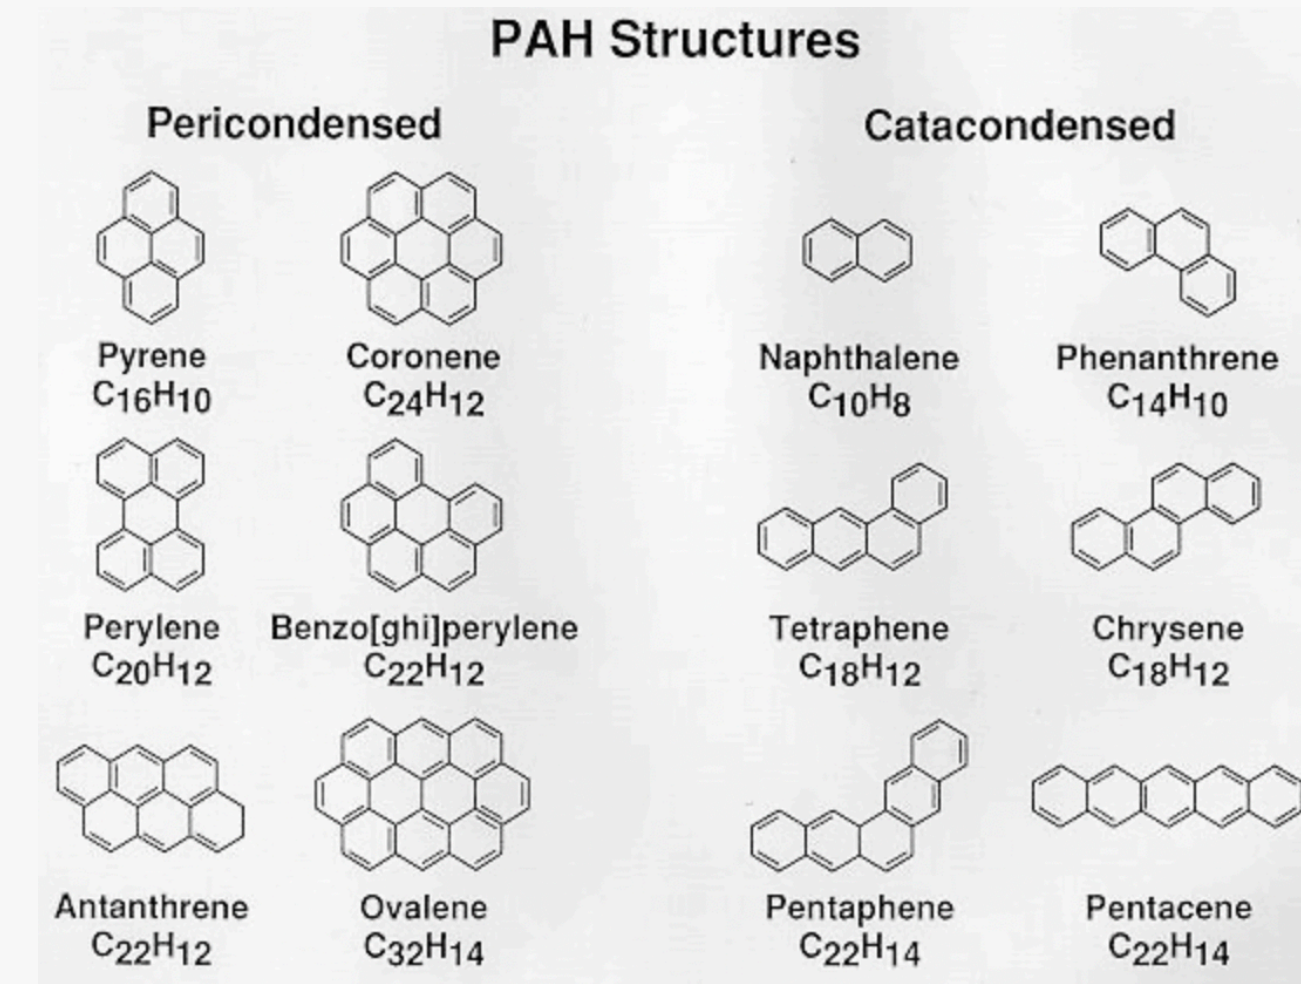 PAH Structures
Pericondensed
Catacondensed
Pyrene
C16H10
Coronene
C24H12
Naphthalene
C10H8
Phenanthrene
C14H10
Perylene
C20H12
Benzo[ghi]perylene
C22H12
Tetraphene
C18H12
Chrysene
C18H12
Antanthrene
C22H12
Ovalene
C32H14
Pentaphene
C22H14
Pentacene
C22H14